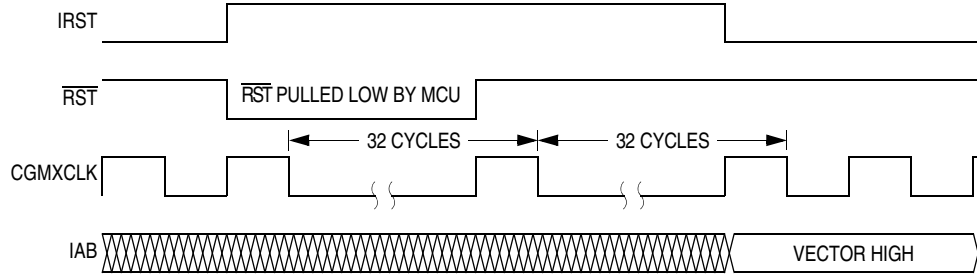 IRST
RST
RST PULLED LOW BY MCU
32 CYCLES
32 CYCLES
CGMXCLK
IAB
VECTOR HIGH